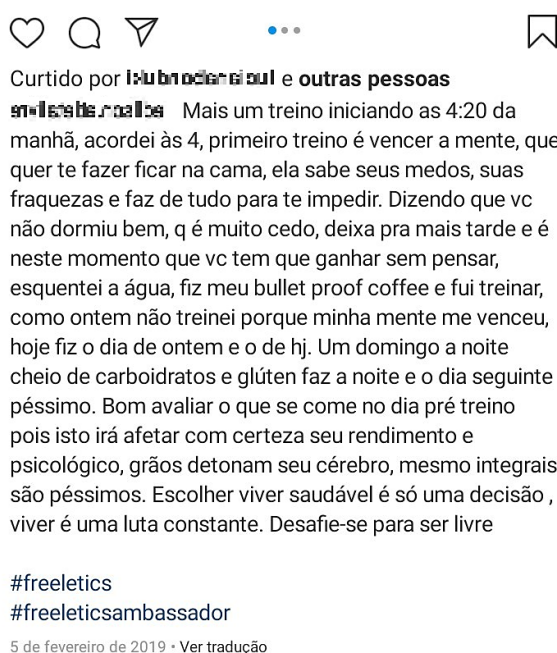 Curtido por e outras pessoas
Mais um treino iniciando as 4:20 da
manhã, acordei às 4, primeiro treino é vencer a mente, que
quer te fazer ficar na cama, ela sabe seus medos, suas
fraquezas e faz de tudo para te impedir. Dizendo que vc
não dormiu bem, q é muito cedo, deixa pra mais tarde e é
neste momento que vc tem que ganhar sem pensar,
esquentei a água, fiz meu bullet proof coffee e fui treinar,
como ontem não treinei porque minha mente me venceu,
hoje fiz o dia de ontem e o de hj. Um domingo a noite
cheio de carboidratos e glúten faz a noite e o dia seguinte
péssimo. Bom avaliar o que se come no dia pré treino
pois isto irá afetar com certeza seu rendimento e
psicológico, grãos detonam seu cérebro, mesmo integrais
são péssimos. Escolher viver saudável é só uma decisão ,
viver é uma luta constante. Desafie-se para ser livre
#freeletics
#freeleticsambassador
5 de fevereiro de 2019 • Ver tradução